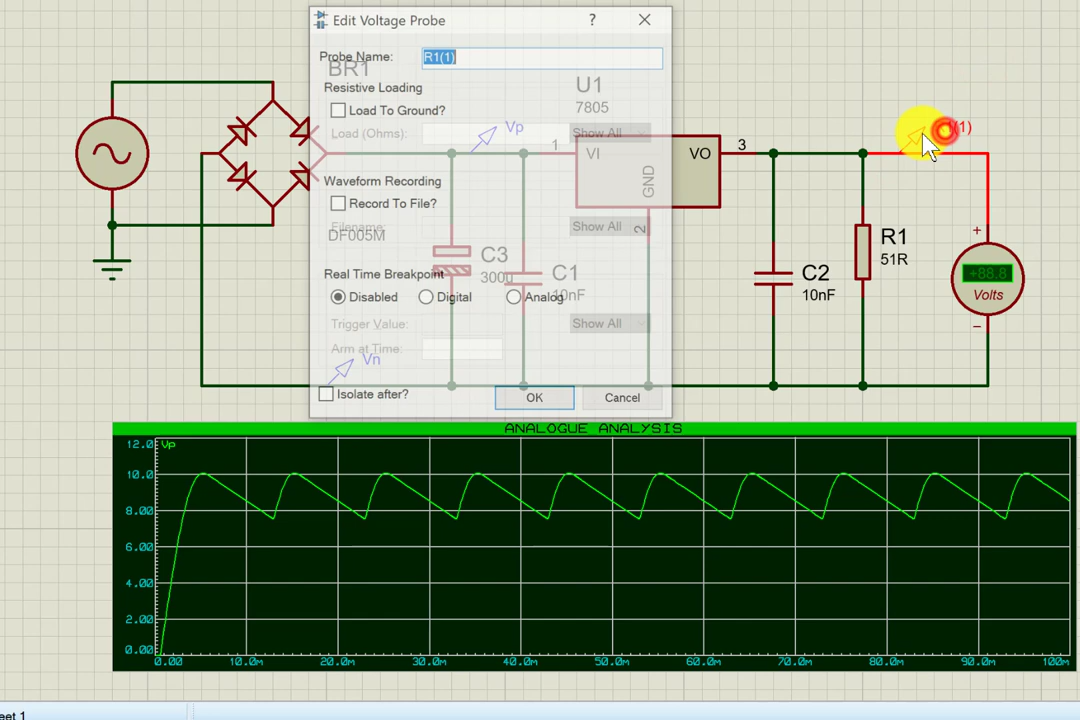 Edit Voltage Probe
?
Probe Name: R1(1)
BR1
Resistive Loading
U1
7805
Load To Ground?
Load (Ohms):
Show All
Vp
1
VI
VO
3
GND
2
Waveform Recording
Record To File?
Filename:
Show All
DF005M
C3
Real Time Breakpoint
C1
10nF
Disabled
Digital
Analog
Trigger Value:
Show All
Arm at Time:
Vn
Isolate after?
OK
Cancel
R1
51R
C2
10nF
+
+88.8
Volts
−
ANALOGUE ANALYSIS
12.0
Vp
10.0
8.00
6.00
4.00
2.00
0.00
0.00 10.0m 20.0m 30.0m 40.0m 50.0m 60.0m 70.0m 80.0m 90.0m 100m